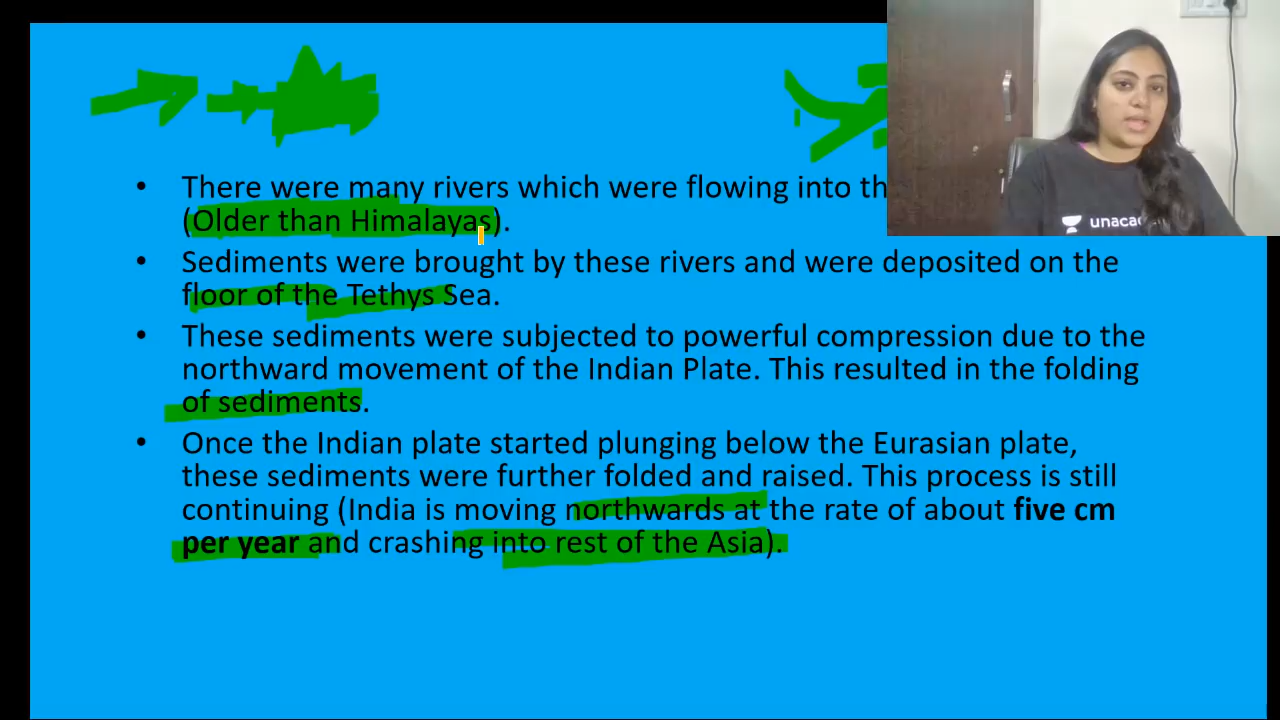 • There were many rivers which were flowing into
(Older than Himalayas).
• Sediments were brought by these rivers and were deposited on the
floor of the Tethys Sea.
• These sediments were subjected to powerful compression due to the
northward movement of the Indian Plate. This resulted in the folding
of sediments.
• Once the Indian plate started plunging below the Eurasian plate,
these sediments were further folded and raised. This process is still
continuing (India is moving northwards at the rate of about five cm
per year and crashing into rest of the Asia).